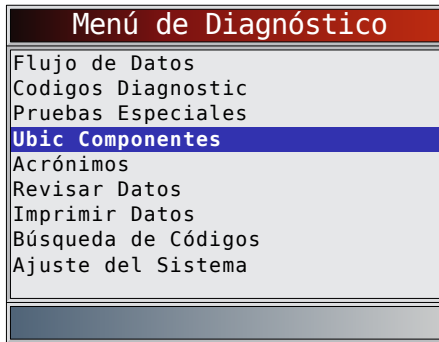 Menú de Diagnóstico
Flujo de Datos
Codigos Diagnostic
Pruebas Especiales
Ubic Componentes
Acrónimos
Revisar Datos
Imprimir Datos
Búsqueda de Códigos
Ajuste del Sistema